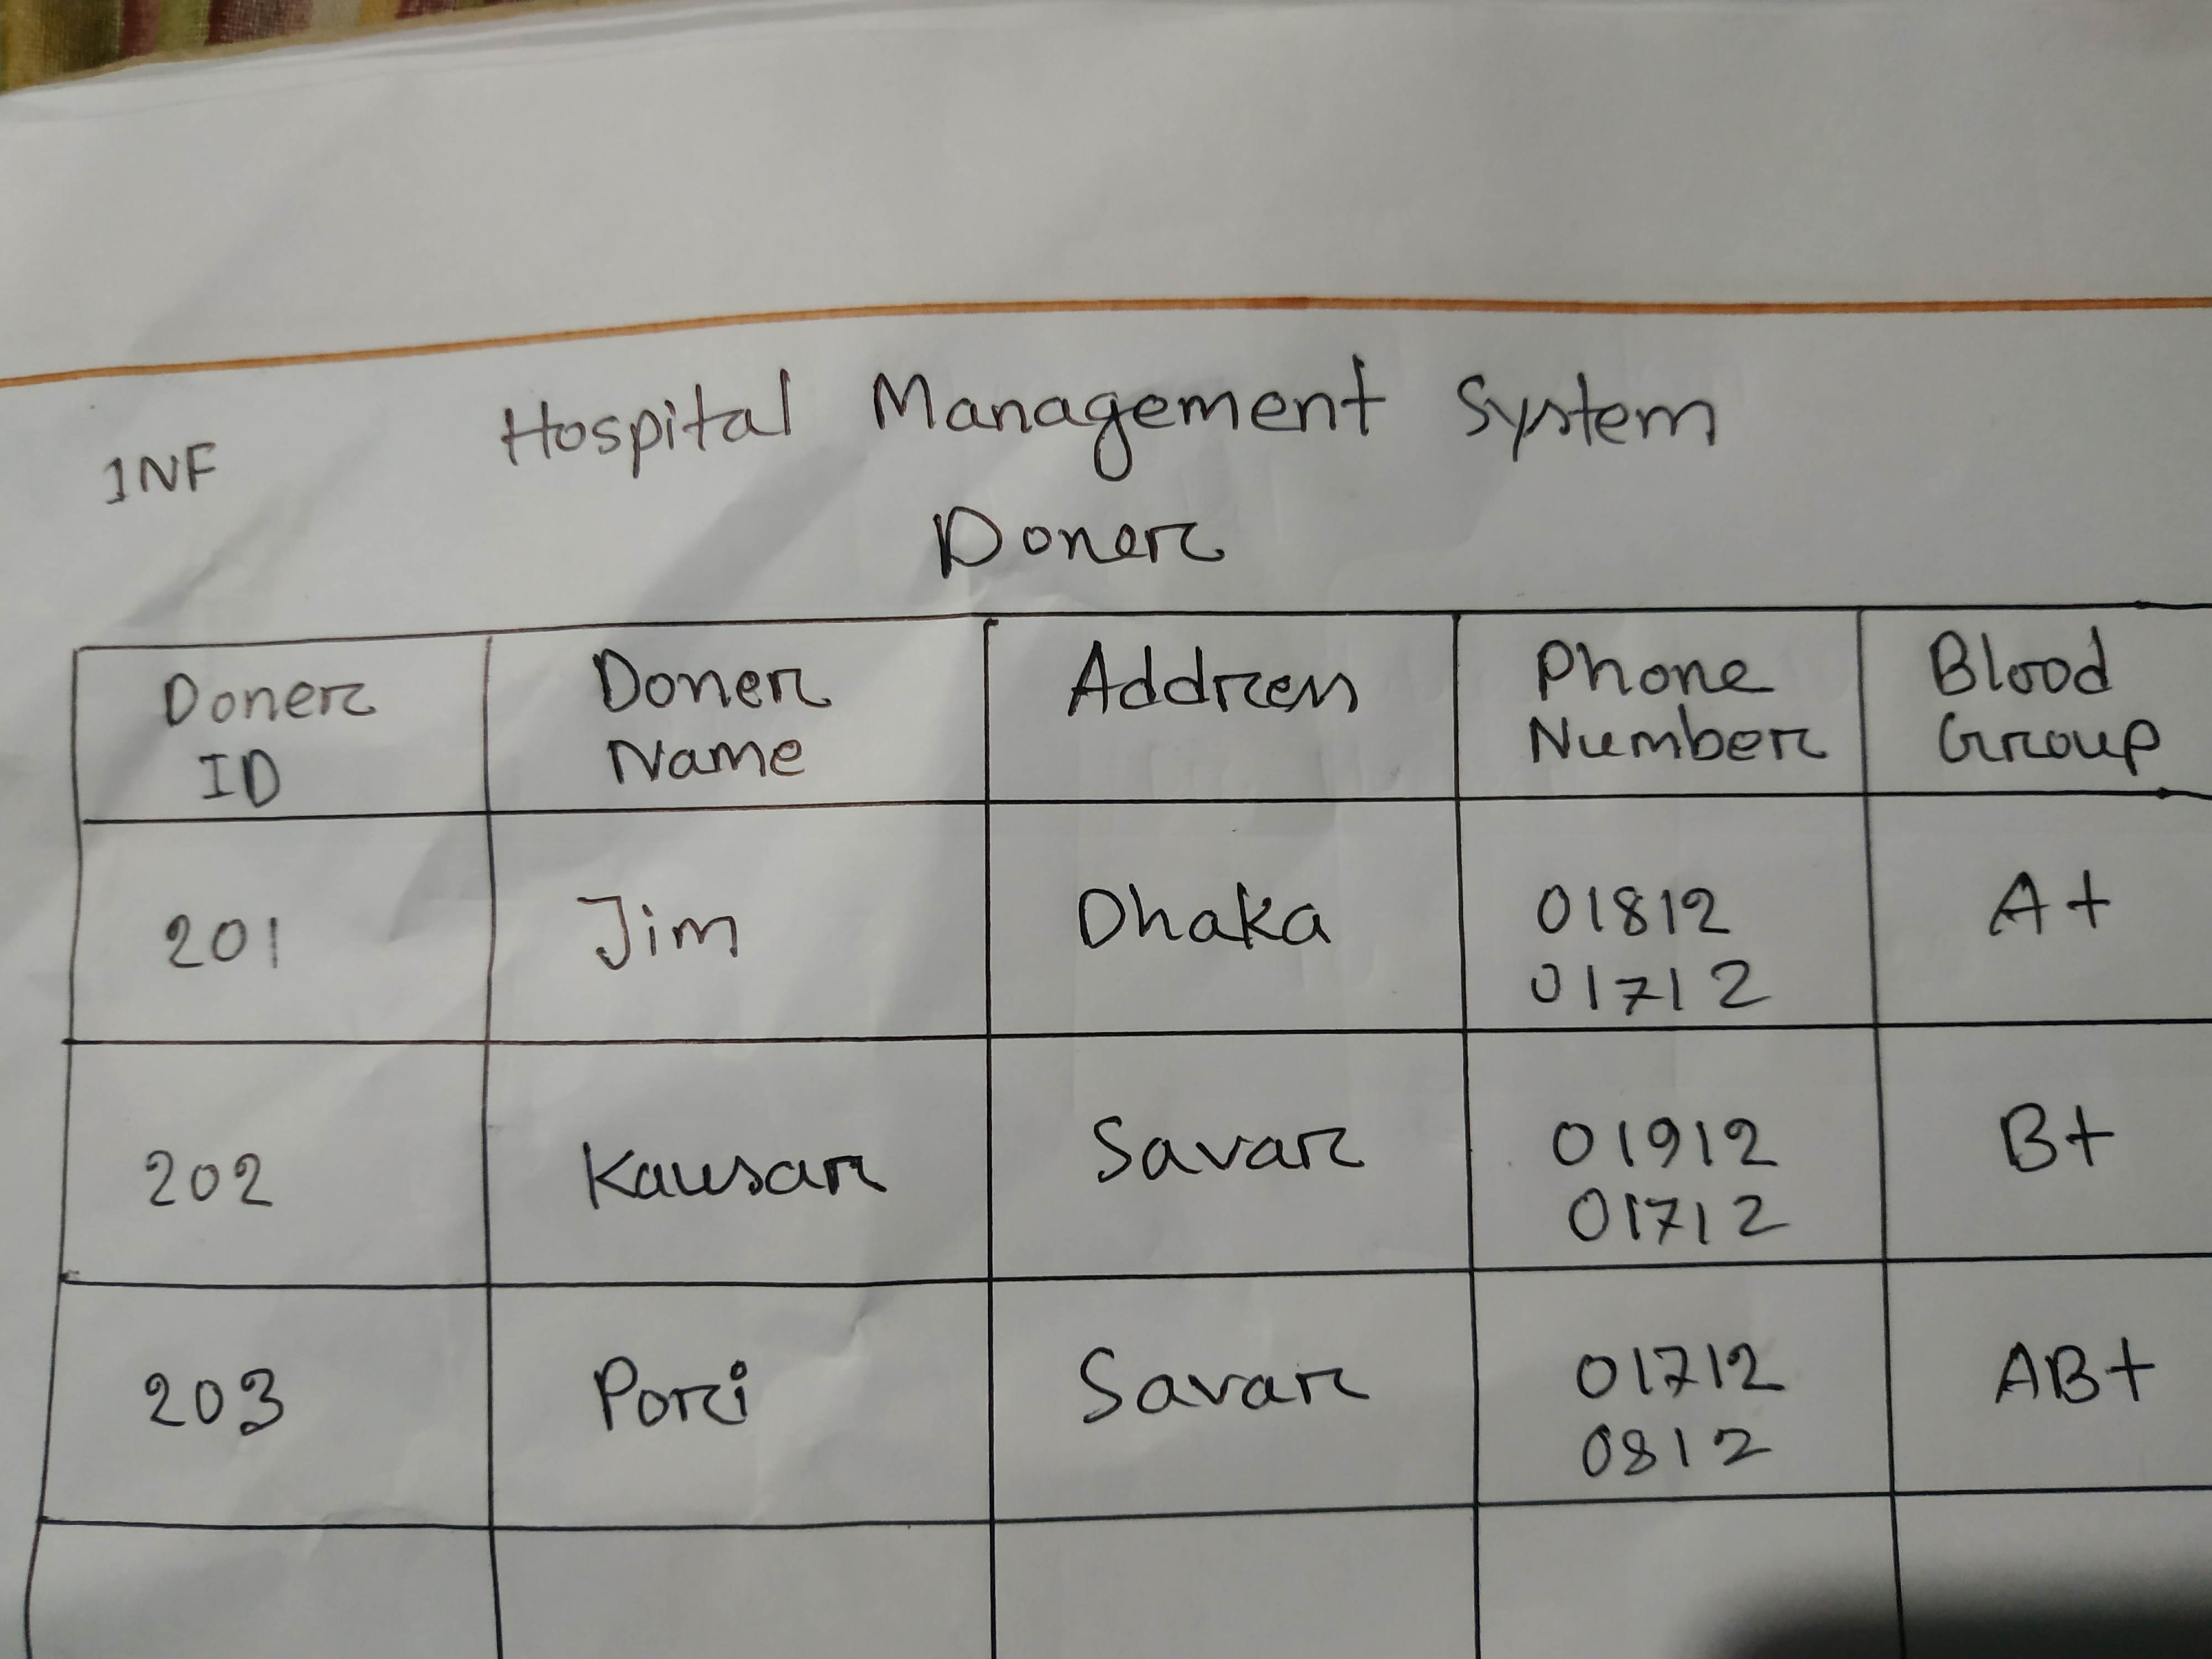 Hospital Management System
1NF
Doner
Doner ID | Doner Name | Address | Phone Number | Blood Group
201 | Jim | Dhaka | 01812 01712 | A+
202 | Kawsar | Savar | 01912 01712 | B+
203 | Pori | Savar | 01712 0812 | AB+